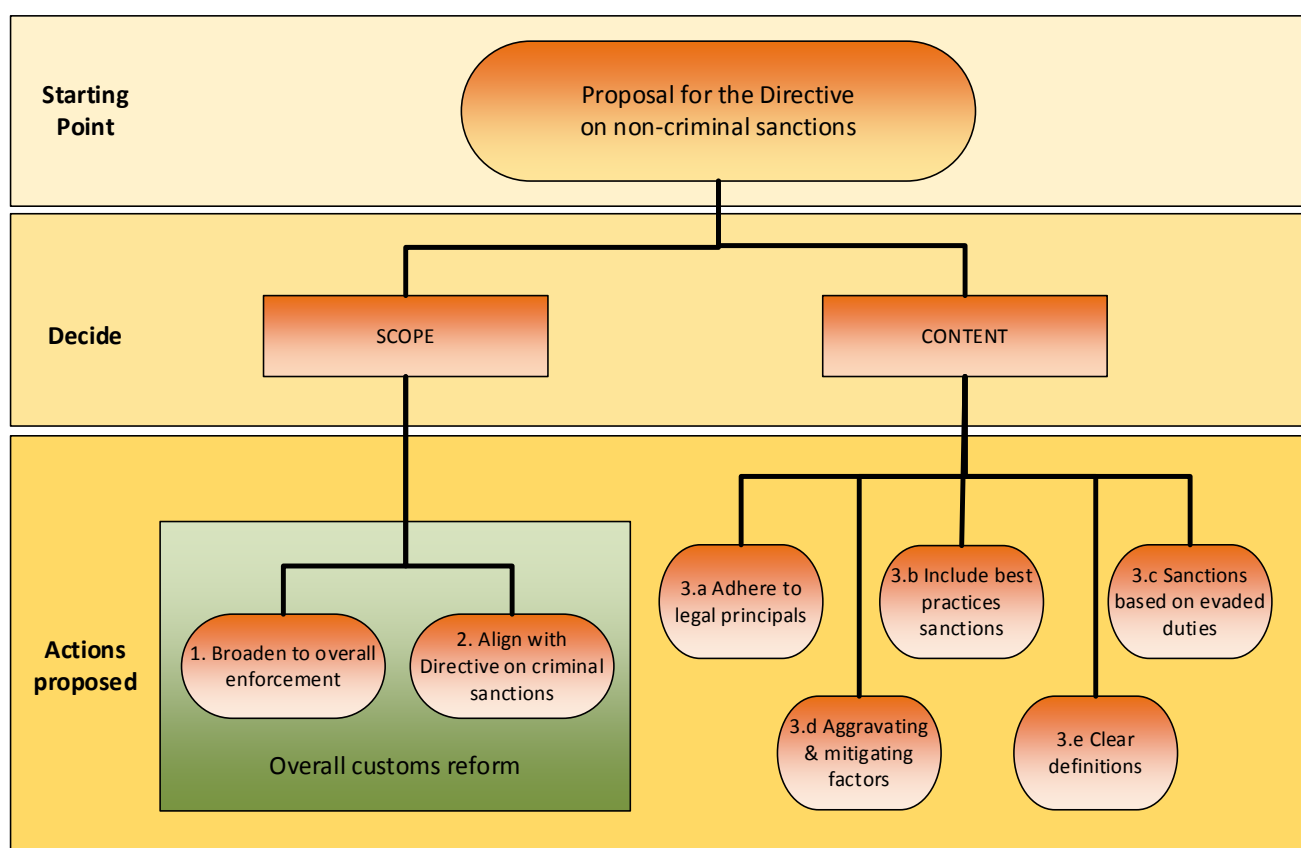 Starting
Point
Proposal for the Directive
on non-criminal sanctions
Decide
SCOPE
CONTENT
Actions
proposed
1. Broaden to overall
enforcement
2. Align with
Directive on criminal
sanctions
Overall customs reform
3.a Adhere to
legal principals
3.b Include best
practices
sanctions
3.c Sanctions
based on evaded
duties
3.d Aggravating
& mitigating
factors
3.e Clear
definitions